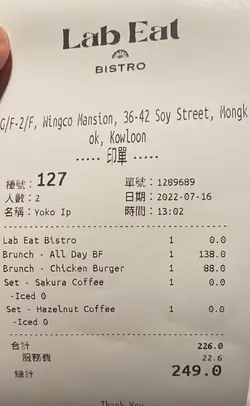 Lab Eat
BISTRO
G/F-2/F, Wingco Mansion, 36-42 Soy Street, Mongk
ok, Kowloon
----- 印單 -----
檯號：127 單號：1289689
人數：2 日期：2022-07-16
名稱：Yoko Ip 時間：13:02
Lab Eat Bistro 1 0.0
Brunch - All Day BF 1 138.0
Brunch - Chicken Burger 1 88.0
Set - Sakura Coffee 1 0.0
-Iced 0
Set - Hazelnut Coffee 1 0.0
-Iced 0
合計 226.0
服務費 22.6
總計 249.0
Thank You